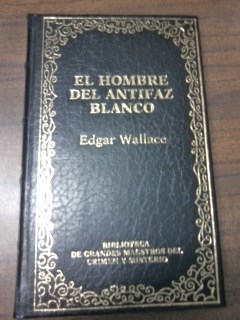 EL HOMBRE
DEL ANTIFAZ
BLANCO
Edgar Wallace
BIBLIOTECA
DE GRANDES MAESTROS DEL
CRIMEN Y MISTERIO